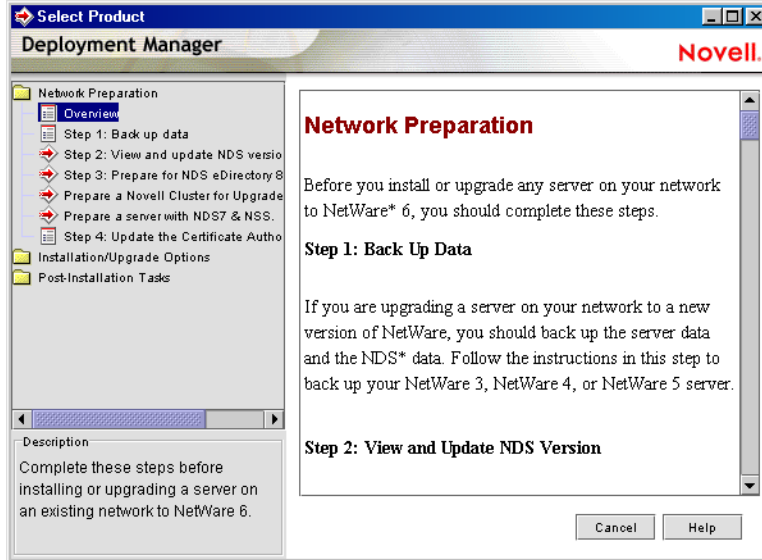 Select Product
Deployment Manager
Novell.
Network Preparation
Overview
Step 1: Back up data
Step 2: View and update NDS versio
Step 3: Prepare for NDS eDirectory 8
Prepare a Novell Cluster for Upgrade
Prepare a server with NDS7 & NSS.
Step 4: Update the Certificate Autho
Installation/Upgrade Options
Post-Installation Tasks
Description
Complete these steps before
installing or upgrading a server on
an existing network to NetWare 6.
Network Preparation
Before you install or upgrade any server on your network
to NetWare* 6, you should complete these steps.
Step 1: Back Up Data
If you are upgrading a server on your network to a new
version of NetWare, you should back up the server data
and the NDS* data. Follow the instructions in this step to
back up your NetWare 3, NetWare 4, or NetWare 5 server.
Step 2: View and Update NDS Version
Cancel
Help